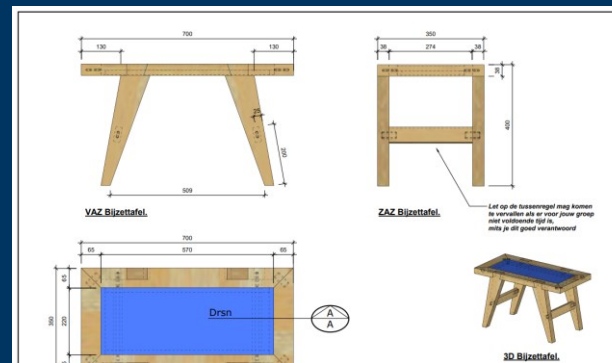 700
130
130
75
200
509
VAZ Bijzettafel.
350
38
274
38
38
400
ZAZ Bijzettafel.
Let op de tussenregel mag komen
te vervallen als er voor jouw groep
niet voldoende tijd is,
mits je dit goed verantwoord
700
65
570
65
65
350
220
Drsn
A
A
3D Bijzettafel.